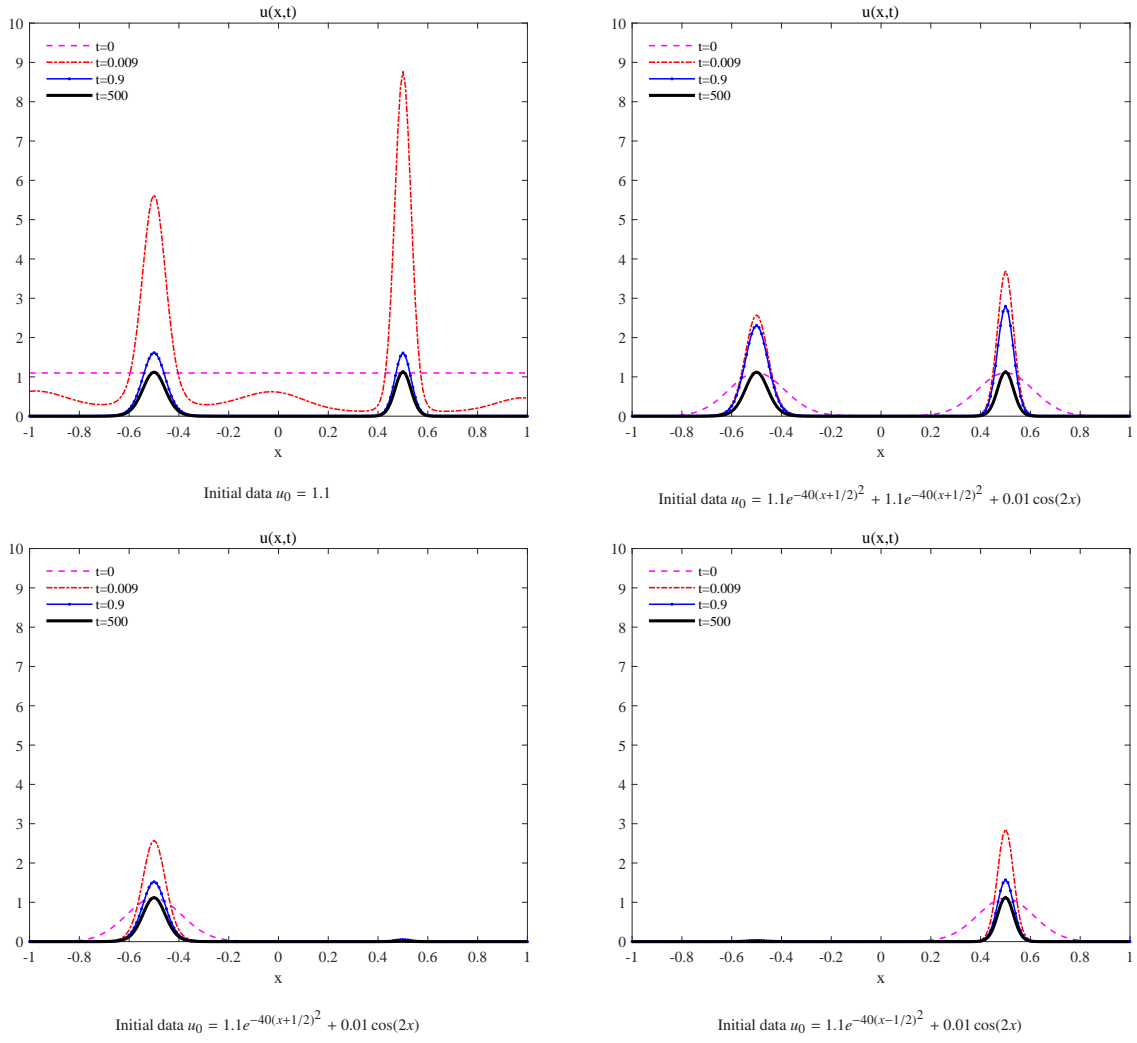 u(x,t)
10
9
8
7
6
5
4
3
2
1
0
t=0
t=0.009
t=0.9
t=500
-1 -0.8 -0.6 -0.4 -0.2 0 0.2 0.4 0.6 0.8 1
x
Initial data u₀ = 1.1
u(x,t)
10
9
8
7
6
5
4
3
2
1
0
t=0
t=0.009
t=0.9
t=500
-1 -0.8 -0.6 -0.4 -0.2 0 0.2 0.4 0.6 0.8 1
x
Initial data u₀ = 1.1e^{−40(x+1/2)²} + 1.1e^{−40(x+1/2)²} + 0.01 cos(2x)
u(x,t)
10
9
8
7
6
5
4
3
2
1
0
t=0
t=0.009
t=0.9
t=500
-1 -0.8 -0.6 -0.4 -0.2 0 0.2 0.4 0.6 0.8 1
x
Initial data u₀ = 1.1e^{−40(x+1/2)²} + 0.01 cos(2x)
u(x,t)
10
9
8
7
6
5
4
3
2
1
0
t=0
t=0.009
t=0.9
t=500
-1 -0.8 -0.6 -0.4 -0.2 0 0.2 0.4 0.6 0.8 1
x
Initial data u₀ = 1.1e^{−40(x−1/2)²} + 0.01 cos(2x)